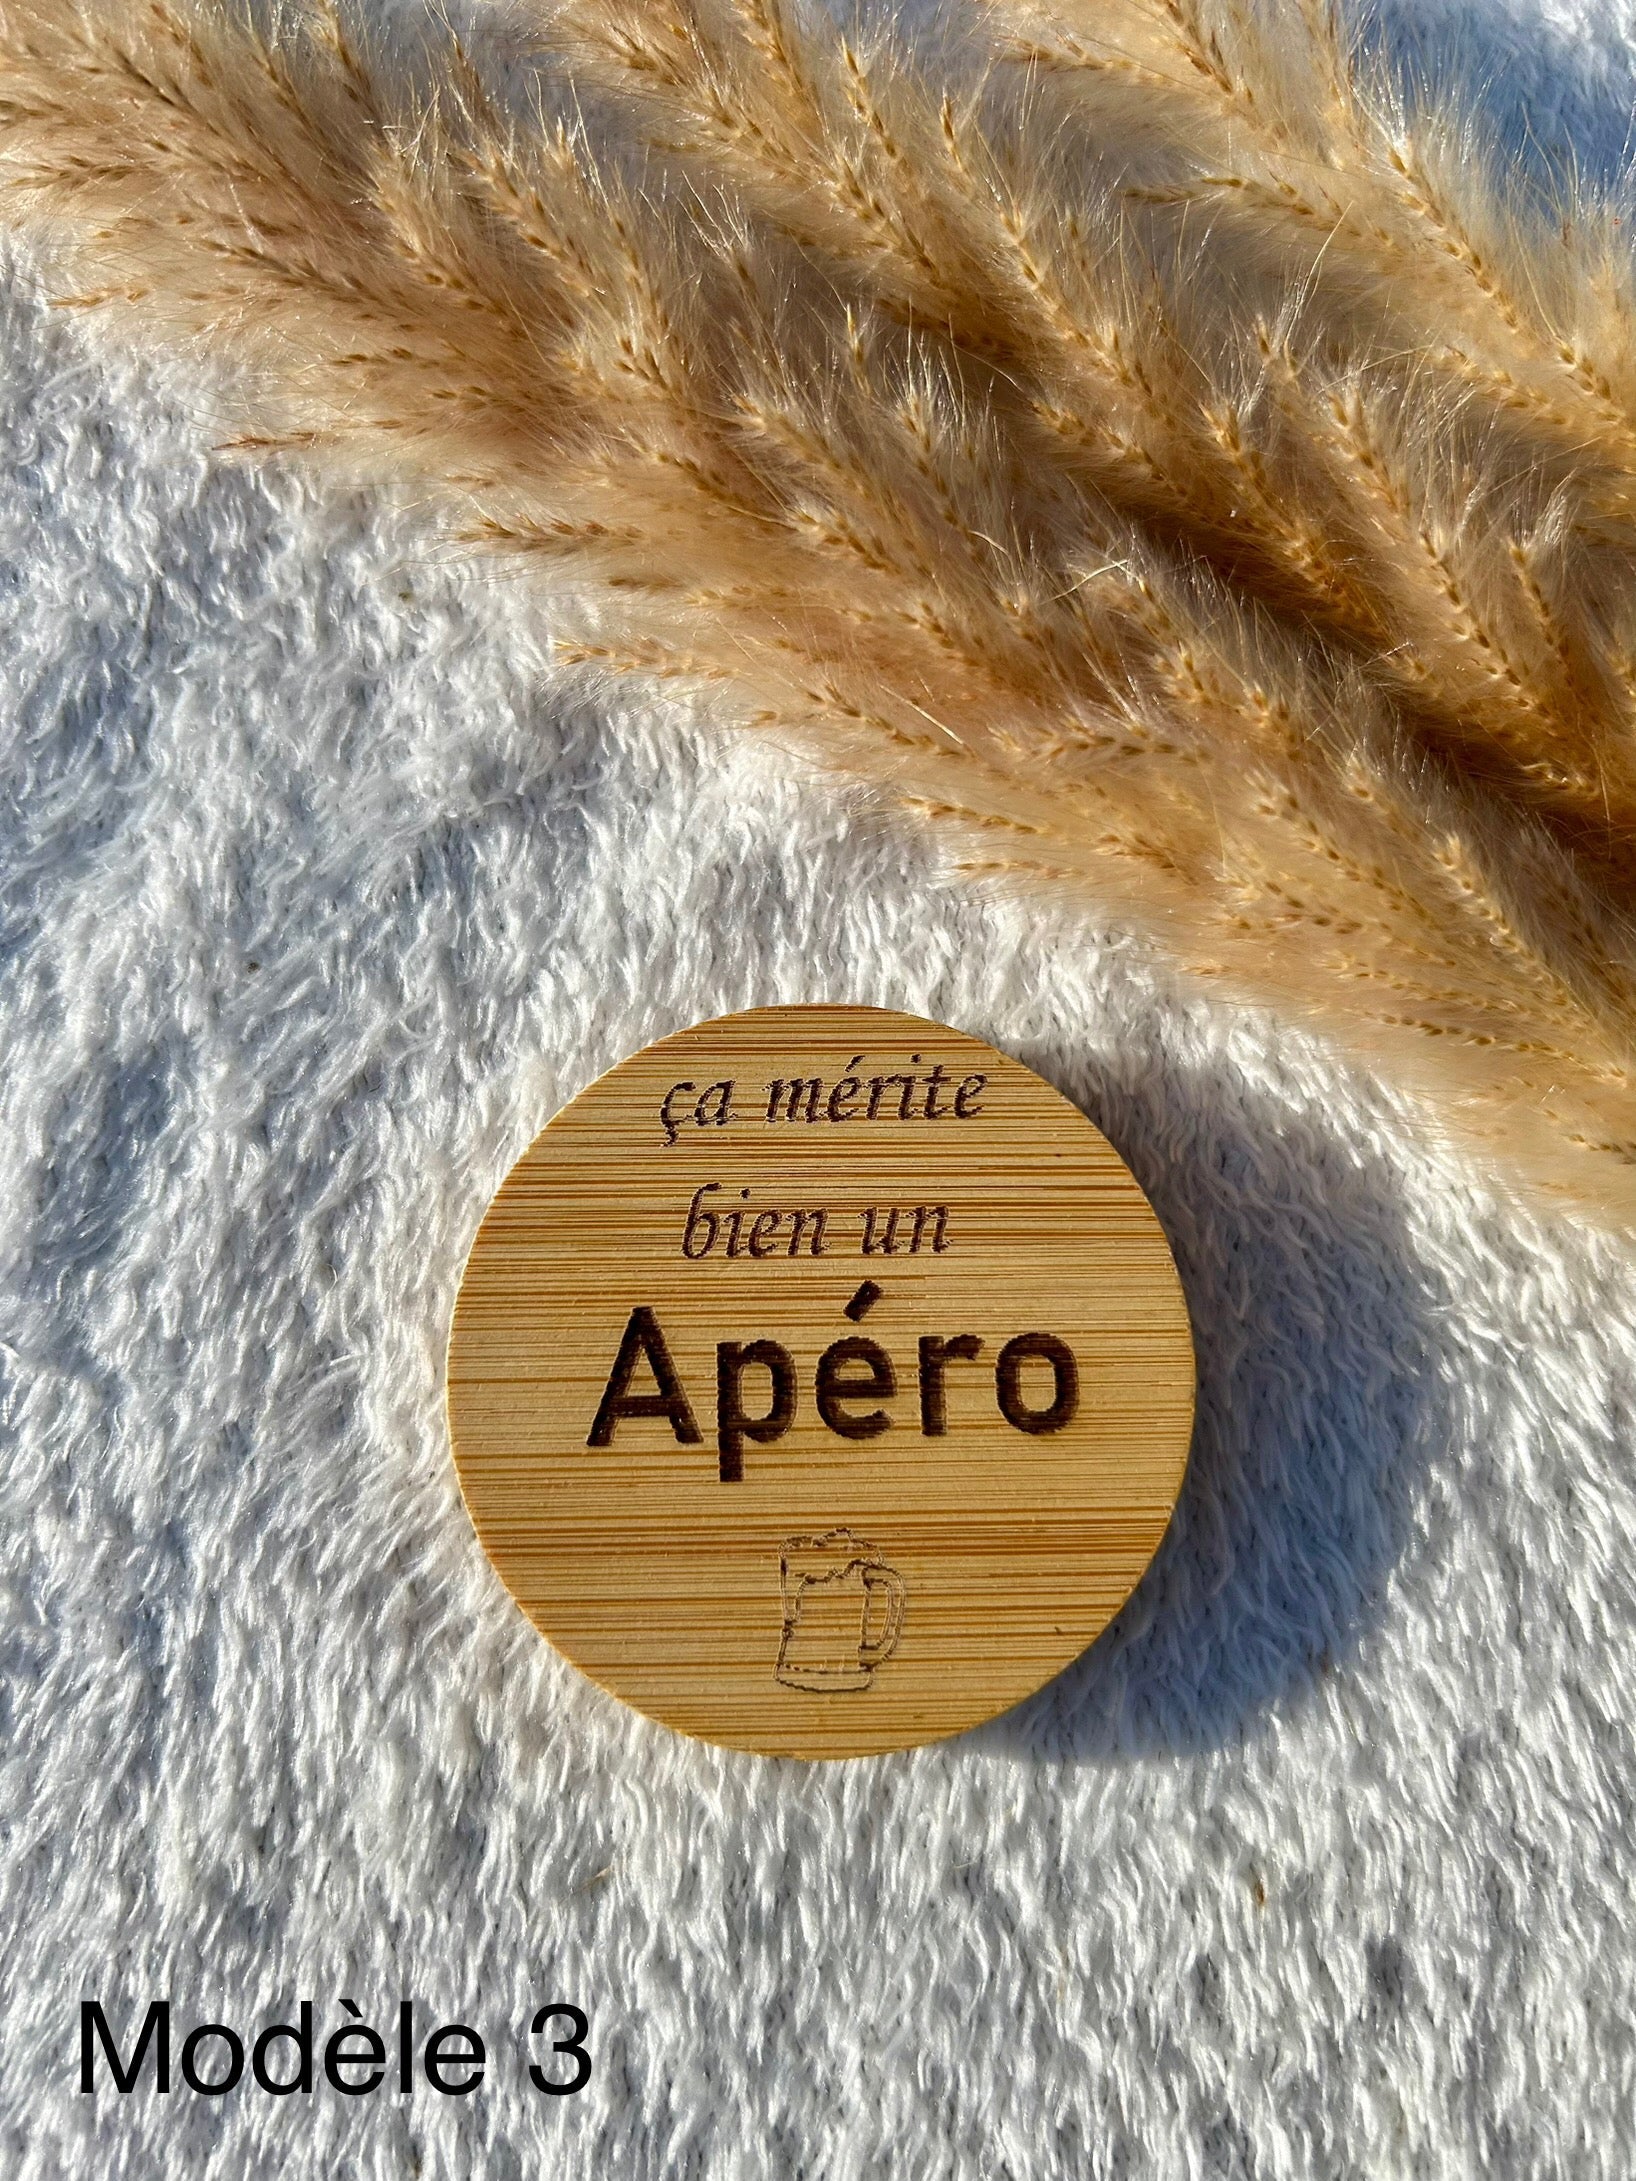 ça mérite
bien un
Apéro
Modèle 3